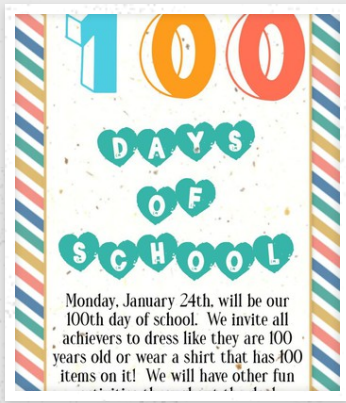 100
DAYS
OF
SCHOOL
Monday, January 24th, will be our
100th day of school. We invite all
achievers to dress like they are 100
years old or wear a shirt that has 100
items on it! We will have other fun